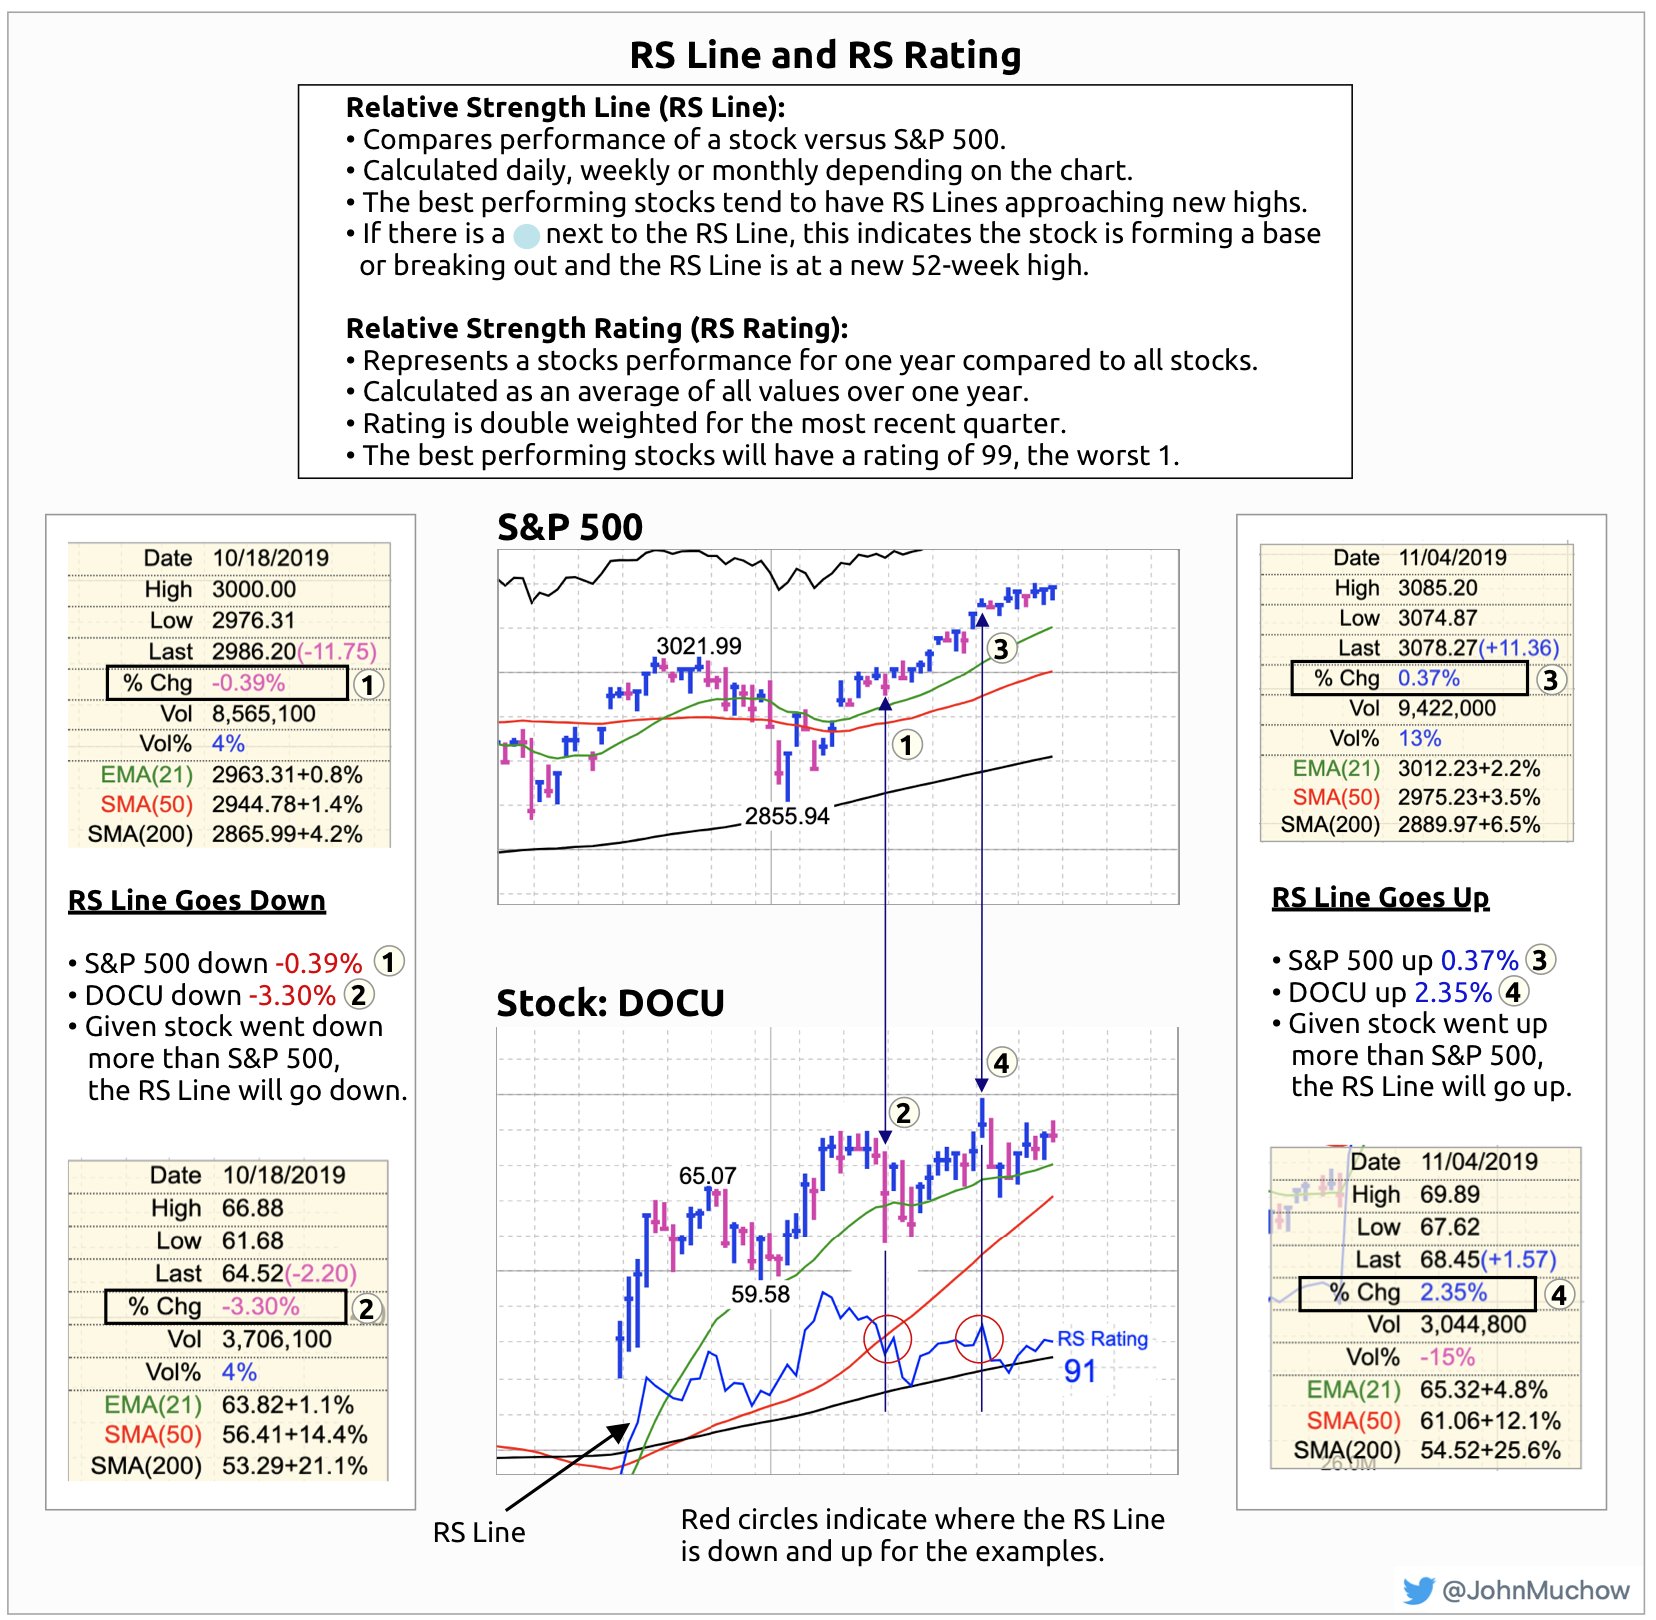 RS Line and RS Rating
Relative Strength Line (RS Line):
• Compares performance of a stock versus S&P 500.
• Calculated daily, weekly or monthly depending on the chart.
• The best performing stocks tend to have RS Lines approaching new highs.
• If there is a next to the RS Line, this indicates the stock is forming a base
or breaking out and the RS Line is at a new 52-week high.
Relative Strength Rating (RS Rating):
• Represents a stocks performance for one year compared to all stocks.
• Calculated as an average of all values over one year.
• Rating is double weighted for the most recent quarter.
• The best performing stocks will have a rating of 99, the worst 1.
Date 10/18/2019
High 3000.00
Low 2976.31
Last 2986.20(-11.75)
% Chg -0.39% 1
Vol 8,565,100
Vol% 4%
EMA(21) 2963.31+0.8%
SMA(50) 2944.78+1.4%
SMA(200) 2865.99+4.2%
RS Line Goes Down
• S&P 500 down -0.39% 1
• DOCU down -3.30% 2
• Given stock went down
more than S&P 500,
the RS Line will go down.
Date 10/18/2019
High 66.88
Low 61.68
Last 64.52(-2.20)
% Chg -3.30% 2
Vol 3,706,100
Vol% 4%
EMA(21) 63.82+1.1%
SMA(50) 56.41+14.4%
SMA(200) 53.29+21.1%
S&P 500
3021.99
3
1
2855.94
Stock: DOCU
4
2
65.07
59.58
RS Rating
91
RS Line
Red circles indicate where the RS Line
is down and up for the examples.
Date 11/04/2019
High 3085.20
Low 3074.87
Last 3078.27(+11.36)
% Chg 0.37% 3
Vol 9,422,000
Vol% 13%
EMA(21) 3012.23+2.2%
SMA(50) 2975.23+3.5%
SMA(200) 2889.97+6.5%
RS Line Goes Up
• S&P 500 up 0.37% 3
• DOCU up 2.35% 4
• Given stock went up
more than S&P 500,
the RS Line will go up.
Date 11/04/2019
High 69.89
Low 67.62
Last 68.45(+1.57)
% Chg 2.35% 4
Vol 3,044,800
Vol% -15%
EMA(21) 65.32+4.8%
SMA(50) 61.06+12.1%
SMA(200) 54.52+25.6%
26.0M
@JohnMuchow